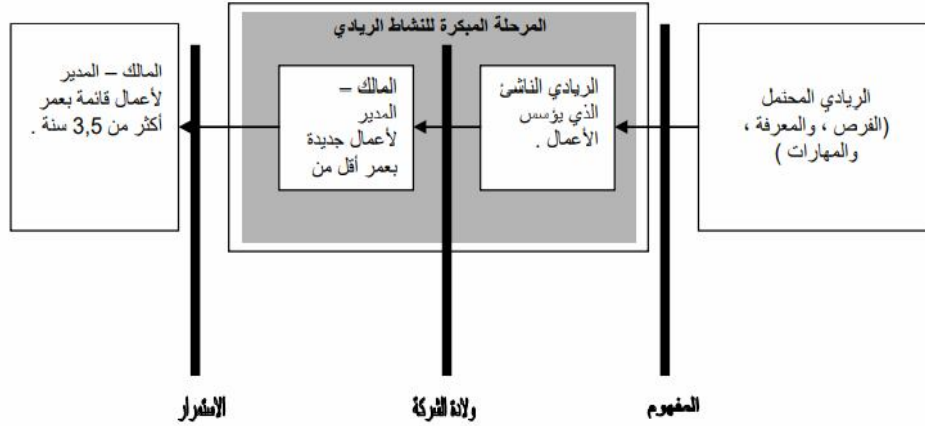 المرحلة المبكرة للنشاط الريادي
الريادي المحتمل
(الفرص ، والمعرفة ،
والمهارات )
الريادي الناشئ
الذي يؤسس
الأعمال .
المالك –
المدير
لأعمال جديدة
بعمر أقل من
المالك – المدير
لأعمال قائمة بعمر
أكثر من 3,5 سنة .
المفهوم
ولادة الشركة
الاستمرار